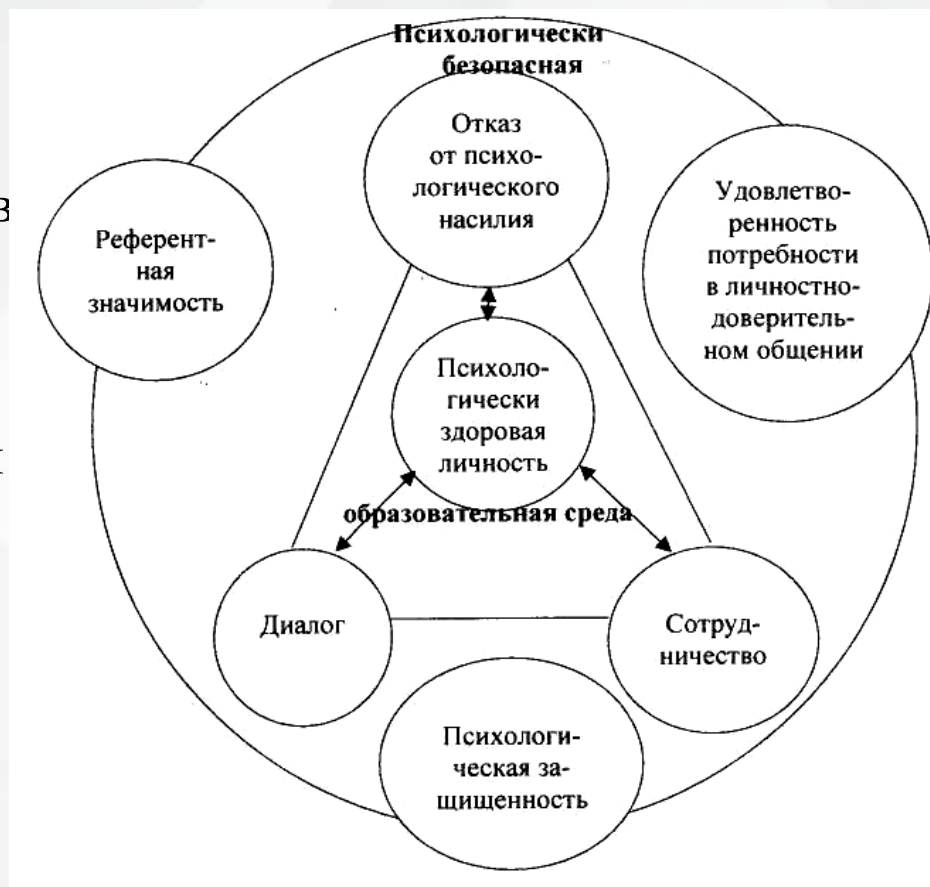 Психологически
безопасная
Отказ
от психо-
логического
насилия
Референт-
ная
значимость
Удовлетво-
ренность
потребности
в личностно-
доверитель-
ном общении
Психоло-
гически
здоровая
личность
образовательная среда
Диалог
Сотруд-
ничество
Психологи-
ческая за-
щищенность